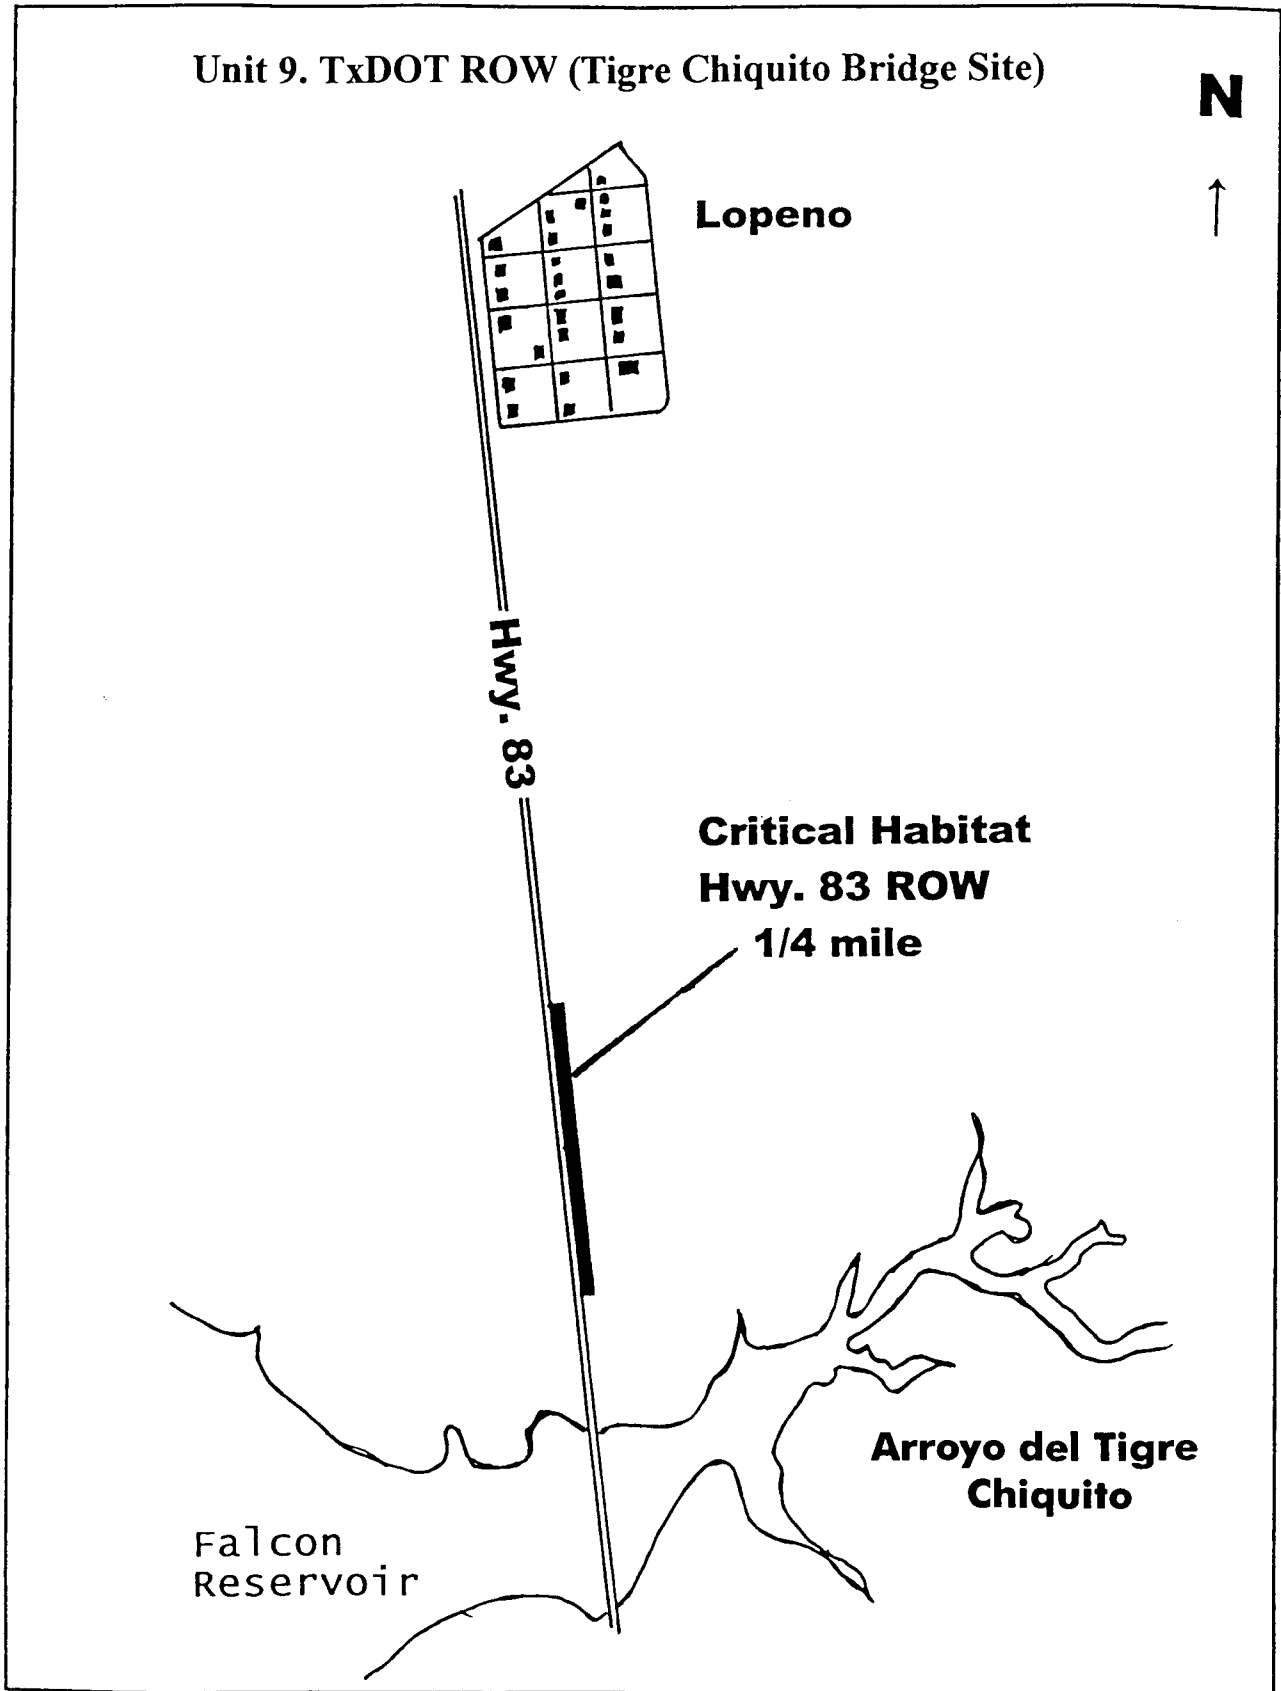 Unit 9. TxDOT ROW (Tigre Chiquito Bridge Site)
N
Lopeno
Hwy. 83
Critical Habitat
Hwy. 83 ROW
1/4 mile
Arroyo del Tigre
Chiquito
Falcon
Reservoir